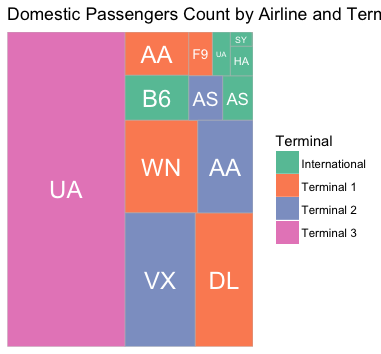 Domestic Passengers Count by Airline and Tern
AA
F9
UA
SY
HA
B6
AS
AS
UA
WN
AA
VX
DL
Terminal
International
Terminal 1
Terminal 2
Terminal 3